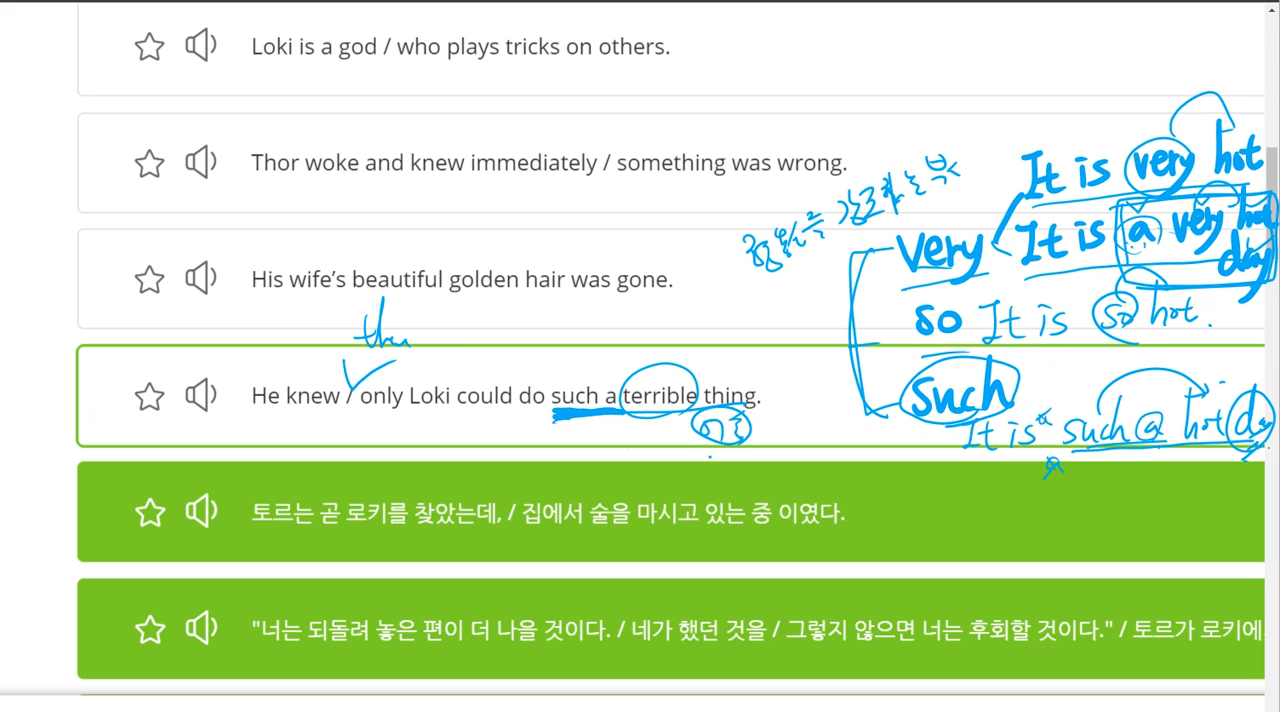 Loki is a god / who plays tricks on others.
Thor woke and knew immediately / something was wrong.
His wife's beautiful golden hair was gone.
He knew / only Loki could do such a terrible thing.
토르는 곧 로키를 찾았는데, / 집에서 술을 마시고 있는 중 이였다.
"너는 되돌려 놓은 편이 더 나을 것이다. / 네가 했던 것을 / 그렇지 않으면 너는 후회할 것이다." / 토르가 로키에
It is very hot
very It is a very hot day
so It is so hot.
such
It is such a hot day